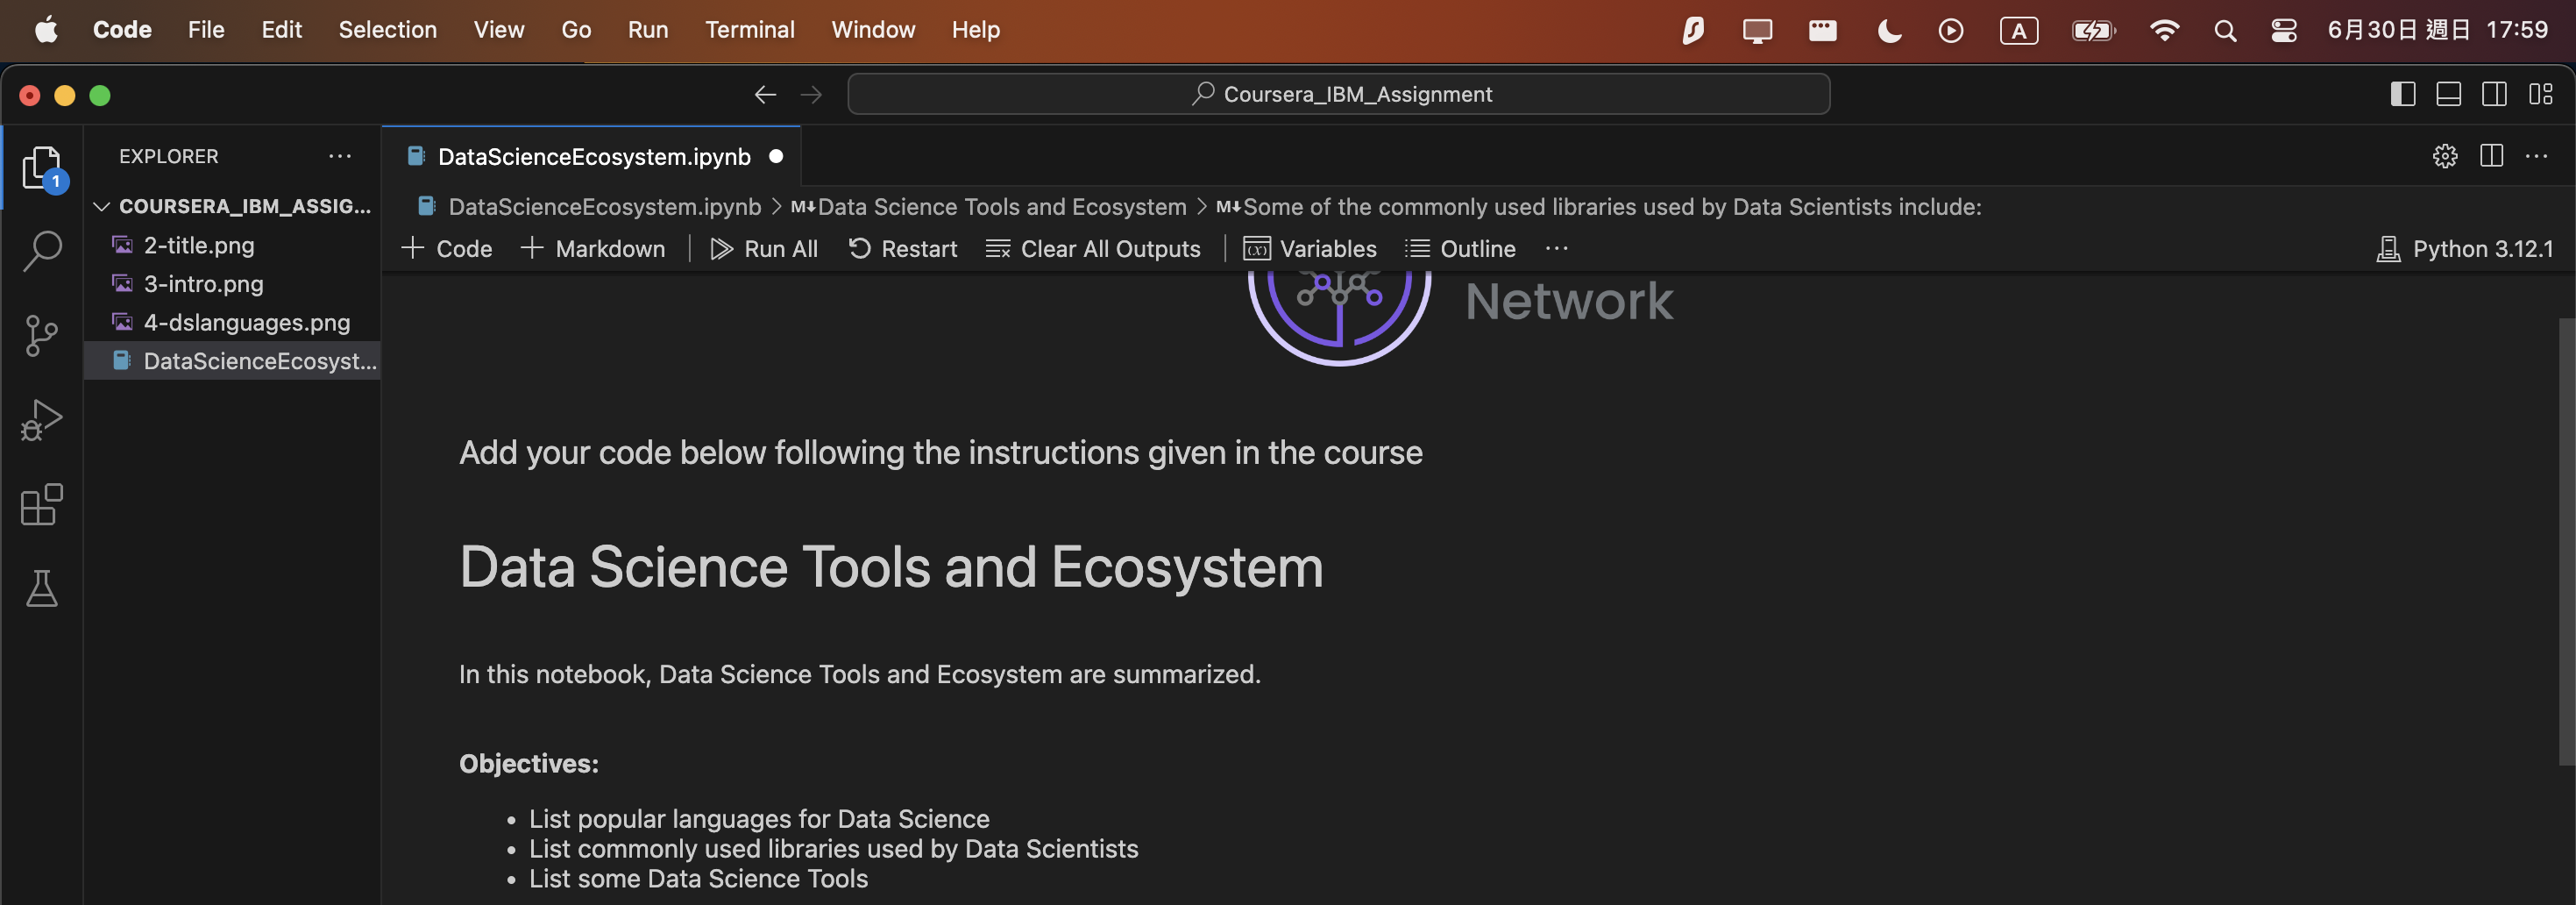 Code File Edit Selection View Go Run Terminal Window Help A 6月30日 週日 17:59
Coursera_IBM_Assignment
1
EXPLORER ...
COURSERA_IBM_ASSIG...
2-title.png
3-intro.png
4-dslanguages.png
DataScienceEcosyst...
DataScienceEcosystem.ipynb
DataScienceEcosystem.ipynb > M↓Data Science Tools and Ecosystem > M↓Some of the commonly used libraries used by Data Scientists include:
+ Code + Markdown | Run All Restart Clear All Outputs | (x) Variables Outline ... Python 3.12.1
Network
Add your code below following the instructions given in the course
Data Science Tools and Ecosystem
In this notebook, Data Science Tools and Ecosystem are summarized.
Objectives:
• List popular languages for Data Science
• List commonly used libraries used by Data Scientists
• List some Data Science Tools